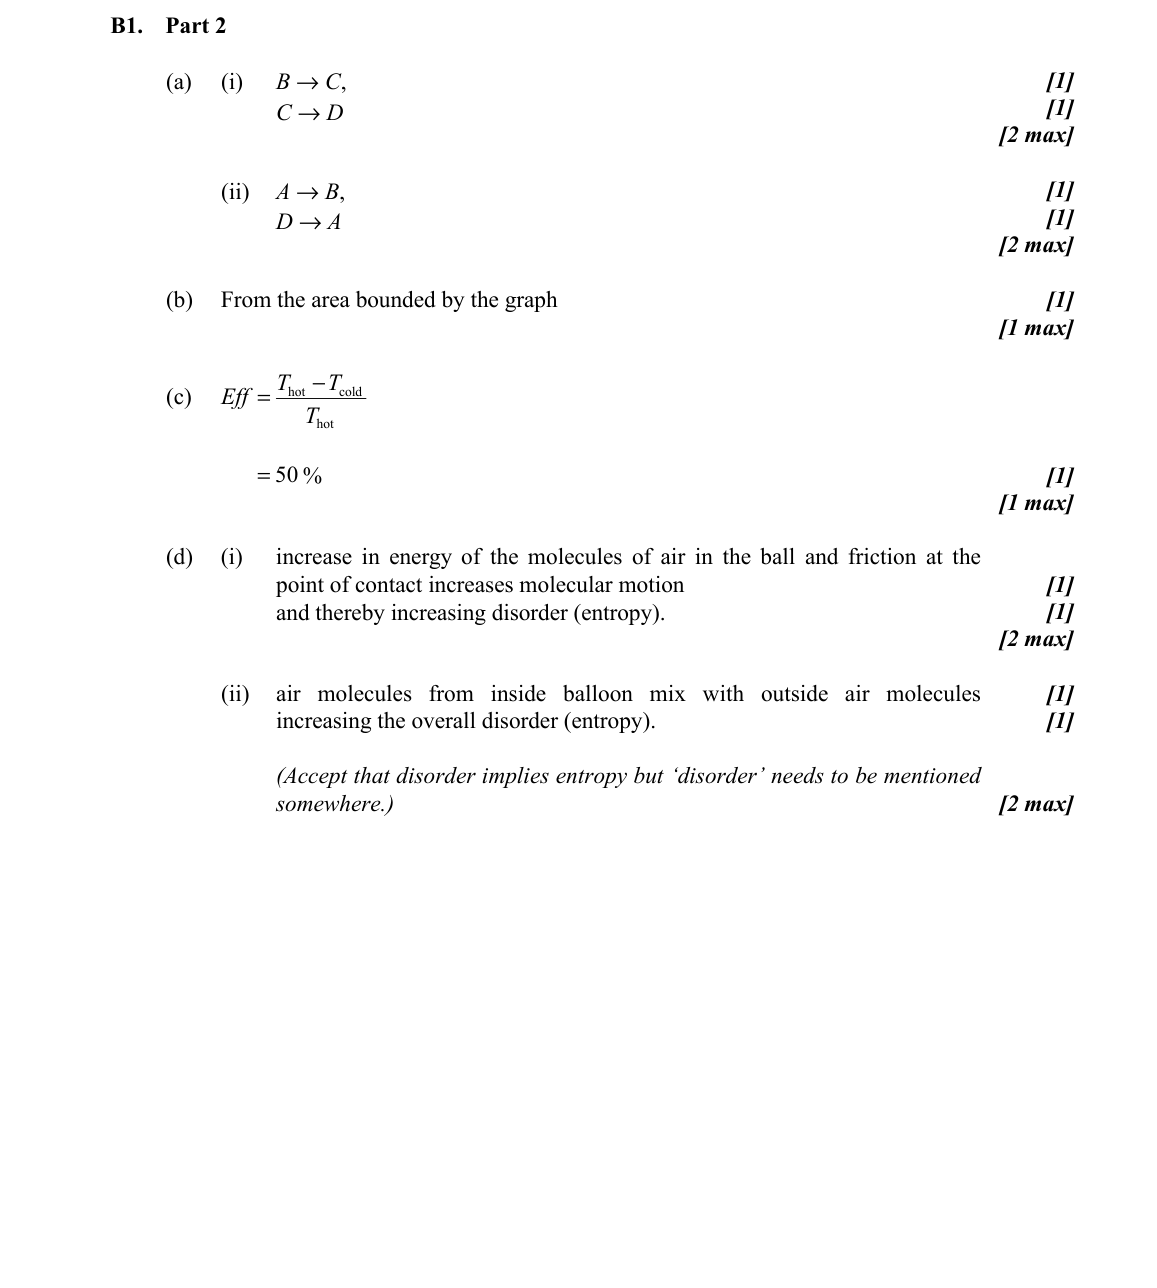 B1. Part 2
(a) (i) B → C, [1]
C → D [1]
[2 max]
(ii) A → B, [1]
D → A [1]
[2 max]
(b) From the area bounded by the graph [1]
[1 max]
(c) Eff = (T_hot − T_cold) / T_hot
= 50 % [1]
[1 max]
(d) (i) increase in energy of the molecules of air in the ball and friction at the
point of contact increases molecular motion [1]
and thereby increasing disorder (entropy). [1]
[2 max]
(ii) air molecules from inside balloon mix with outside air molecules [1]
increasing the overall disorder (entropy). [1]
(Accept that disorder implies entropy but ‘disorder’ needs to be mentioned
somewhere.) [2 max]